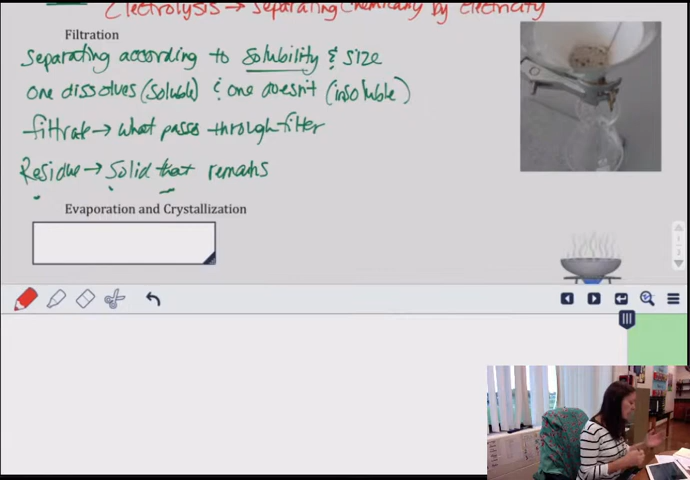 Electrolysis → Separating Chemically by Electricity
Filtration
Separating according to Solubility & Size
one dissolves (Soluble) & one doesn't (insoluble)
filtrate → what passes through filter
Residue → Solid that remains
Evaporation and Crystallization